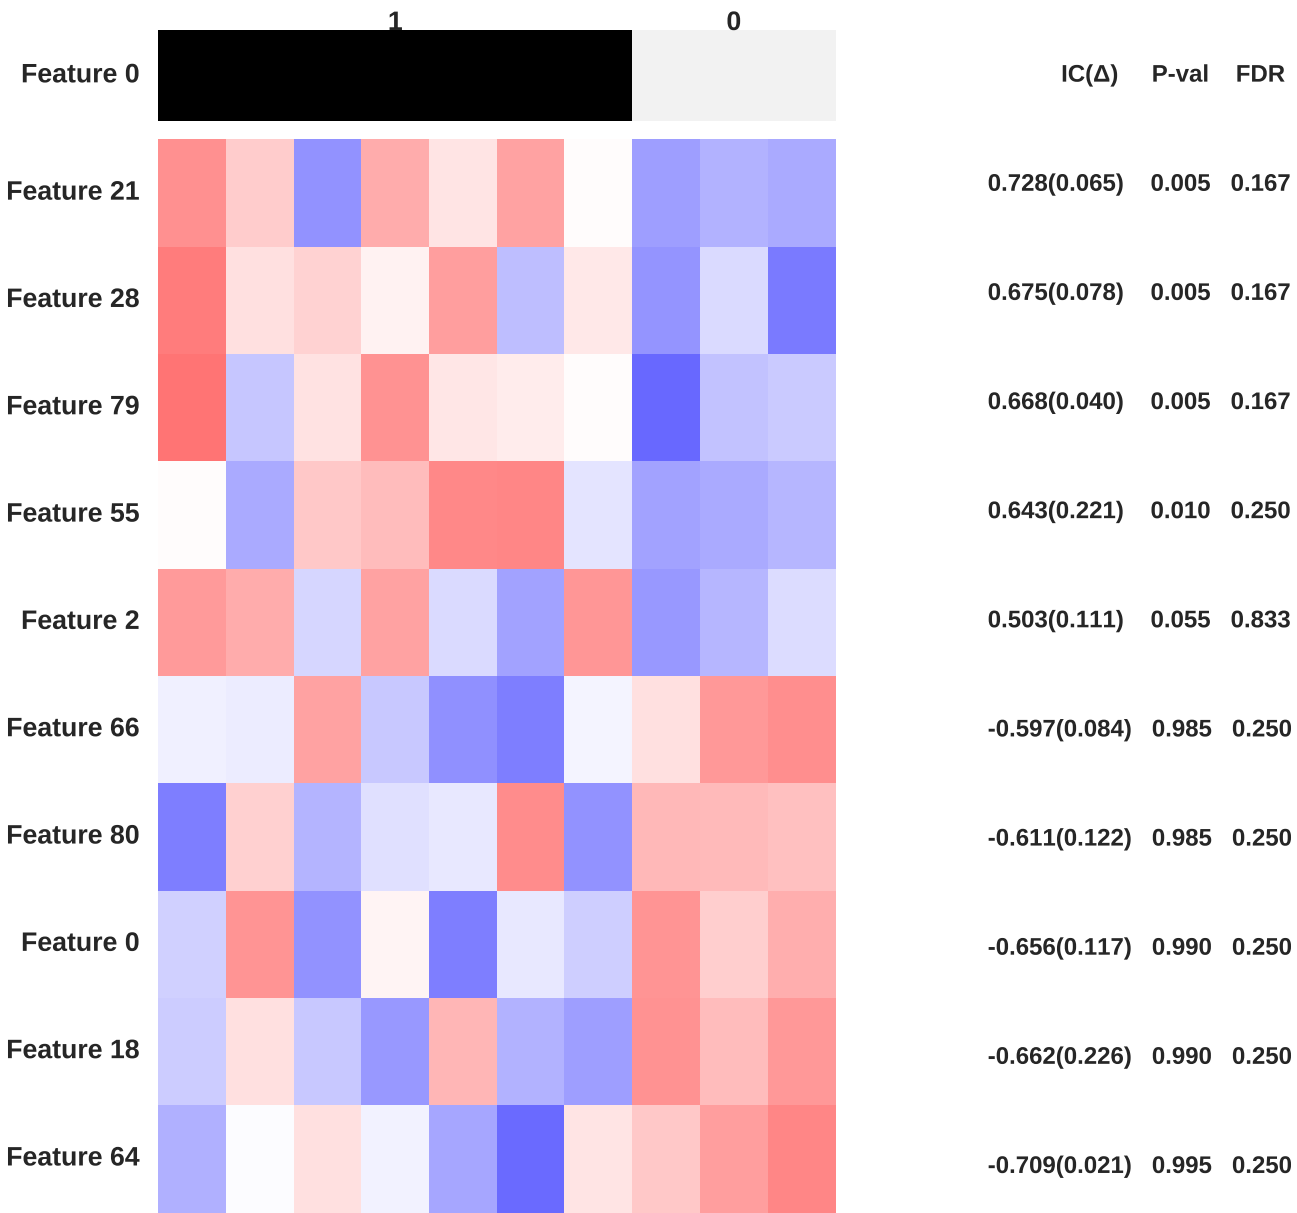 1 0
Feature 0 IC(Δ) P-val FDR
Feature 21 0.728(0.065) 0.005 0.167
Feature 28 0.675(0.078) 0.005 0.167
Feature 79 0.668(0.040) 0.005 0.167
Feature 55 0.643(0.221) 0.010 0.250
Feature 2 0.503(0.111) 0.055 0.833
Feature 66 -0.597(0.084) 0.985 0.250
Feature 80 -0.611(0.122) 0.985 0.250
Feature 0 -0.656(0.117) 0.990 0.250
Feature 18 -0.662(0.226) 0.990 0.250
Feature 64 -0.709(0.021) 0.995 0.250